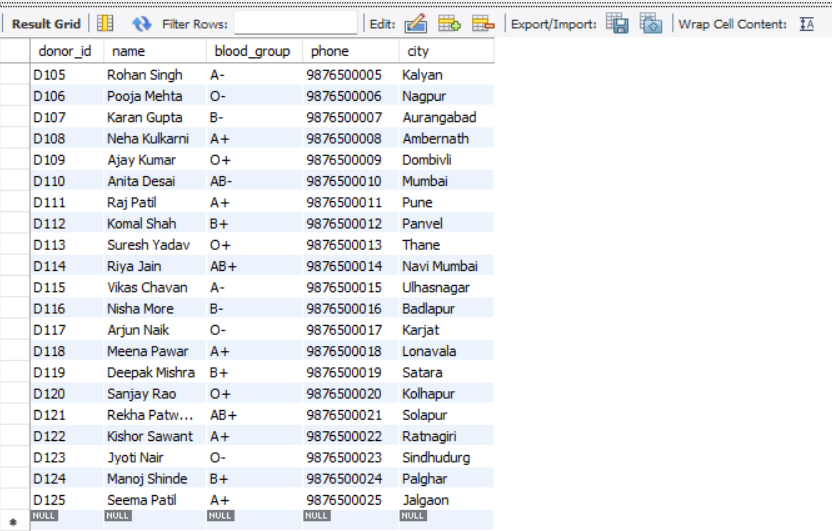 Result Grid Filter Rows: Edit: Export/Import: Wrap Cell Content: IA
donor_id name blood_group phone city
D105 Rohan Singh A- 9876500005 Kalyan
D106 Pooja Mehta O- 9876500006 Nagpur
D107 Karan Gupta B- 9876500007 Aurangabad
D108 Neha Kulkarni A+ 9876500008 Ambernath
D109 Ajay Kumar O+ 9876500009 Dombivli
D110 Anita Desai AB- 9876500010 Mumbai
D111 Raj Patil A+ 9876500011 Pune
D112 Komal Shah B+ 9876500012 Panvel
D113 Suresh Yadav O+ 9876500013 Thane
D114 Riya Jain AB+ 9876500014 Navi Mumbai
D115 Vikas Chavan A- 9876500015 Ulhasnagar
D116 Nisha More B- 9876500016 Badlapur
D117 Arjun Naik O- 9876500017 Karjat
D118 Meena Pawar A+ 9876500018 Lonavala
D119 Deepak Mishra B+ 9876500019 Satara
D120 Sanjay Rao O+ 9876500020 Kolhapur
D121 Rekha Patw... AB+ 9876500021 Solapur
D122 Kishor Sawant A+ 9876500022 Ratnagiri
D123 Jyoti Nair O- 9876500023 Sindhudurg
D124 Manoj Shinde B+ 9876500024 Palghar
D125 Seema Patil A+ 9876500025 Jalgaon
NULL NULL NULL NULL NULL